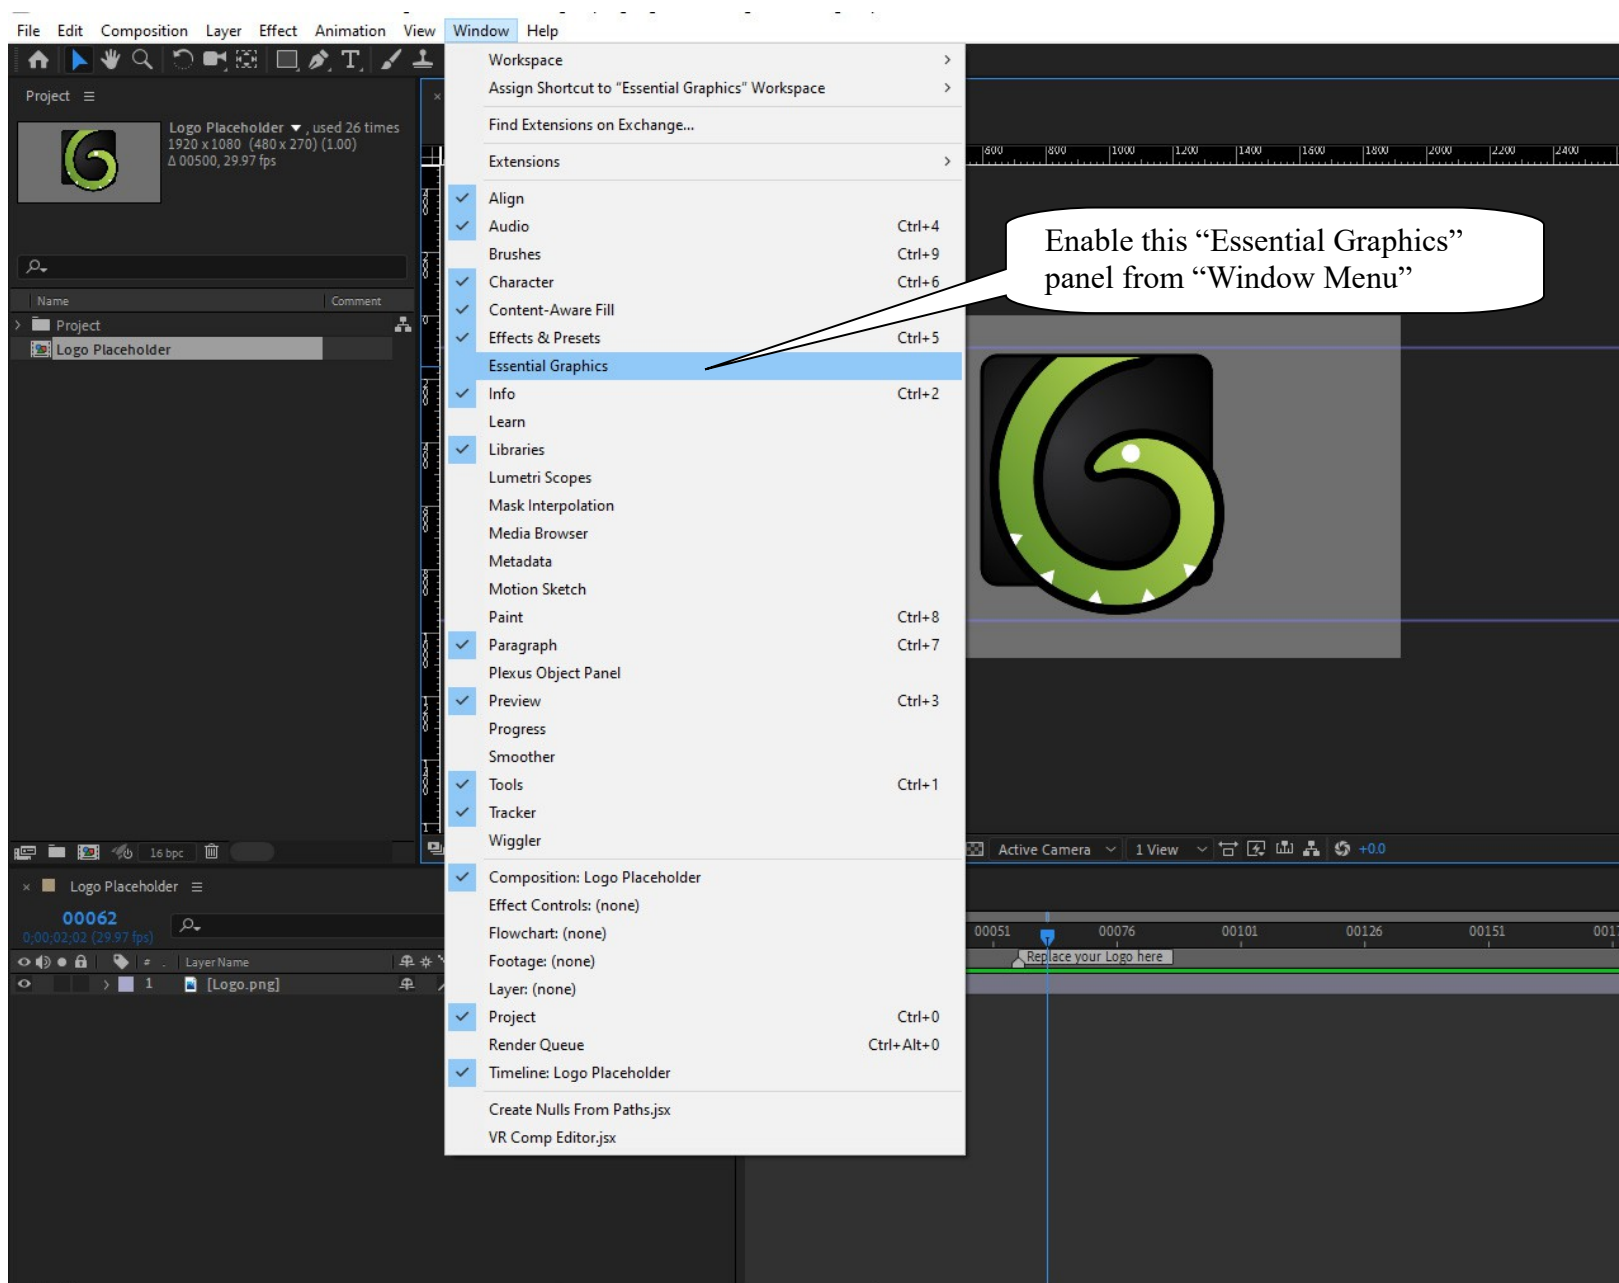 File Edit Composition Layer Effect Animation View Window Help
Project
Logo Placeholder , used 26 times
1920 x 1080 (480 x 270) (1.00)
Δ 00500, 29.97 fps
Name Comment
Project
Logo Placeholder
16 bpc
Workspace
Assign Shortcut to “Essential Graphics” Workspace
Find Extensions on Exchange...
Extensions
Align
Audio Ctrl+4
Brushes Ctrl+9
Character Ctrl+6
Content-Aware Fill
Effects & Presets Ctrl+5
Essential Graphics
Info Ctrl+2
Learn
Libraries
Lumetri Scopes
Mask Interpolation
Media Browser
Metadata
Motion Sketch
Paint Ctrl+8
Paragraph Ctrl+7
Plexus Object Panel
Preview Ctrl+3
Progress
Smoother
Tools Ctrl+1
Tracker
Wiggler
Composition: Logo Placeholder
Effect Controls: (none)
Flowchart: (none)
Footage: (none)
Layer: (none)
Project Ctrl+0
Render Queue Ctrl+Alt+0
Timeline: Logo Placeholder
Create Nulls From Paths.jsx
VR Comp Editor.jsx
600 800 1000 1200 1400 1600 1800 2000 2200 2400
Enable this “Essential Graphics”
panel from “Window Menu”
Active Camera 1 View +0.0
Logo Placeholder
00062
0;00;02;02 (29.97 fps)
# Layer Name
1 [Logo.png]
00051 00076 00101 00126 00151
Replace your Logo here